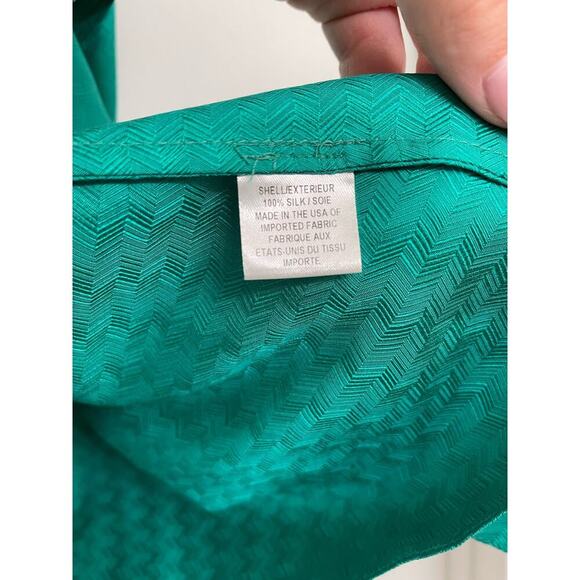 SHELL/EXTERIEUR
100% SILK / SOIE
MADE IN THE USA OF
IMPORTED FABRIC
FABRIQUE AUX
ETATS-UNIS DU TISSU
IMPORTE.